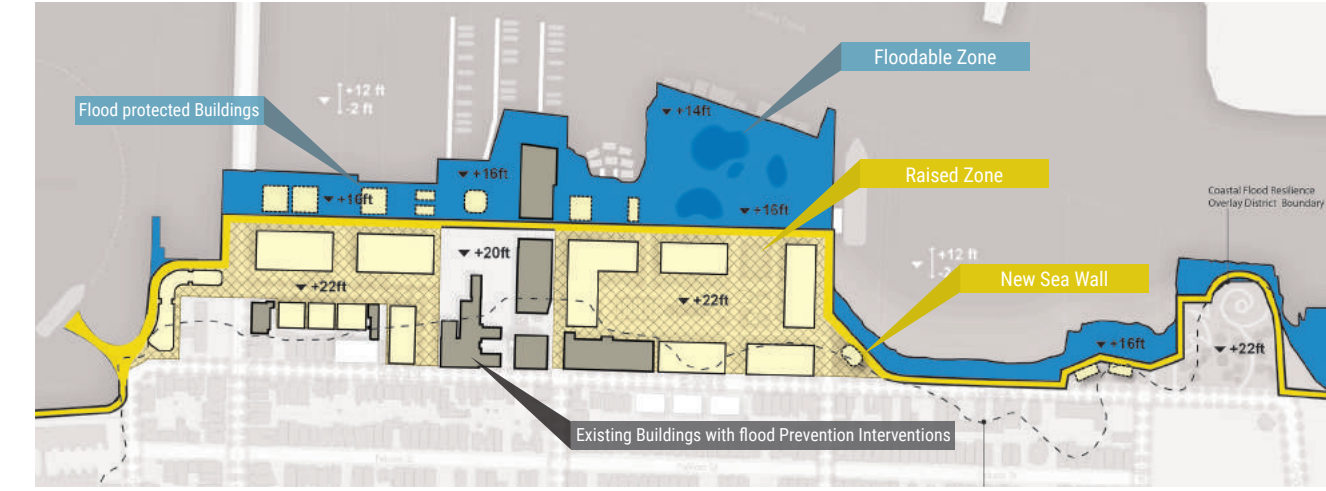 Floodable Zone
+12 ft
-2 ft
Flood protected Buildings
+14ft
+16ft
Raised Zone
+16ft
+16ft
Coastal Flood Resilience
Overlay District Boundary
+20ft
+12 ft
New Sea Wall
+22ft
+22ft
+16ft
+22ft
Existing Buildings with flood Prevention Interventions